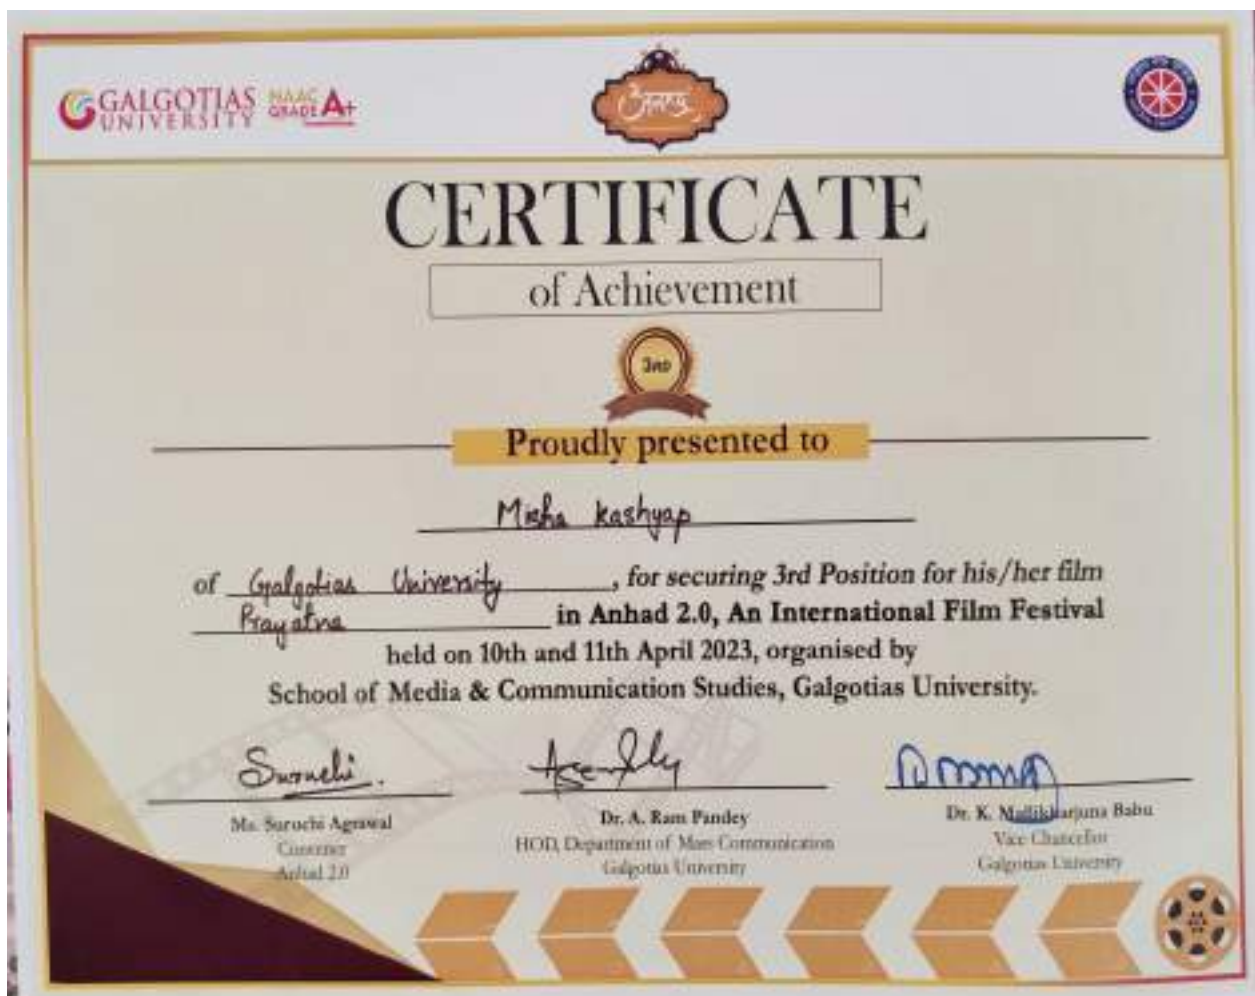 GALGOTIAS UNIVERSITY NAAC GRADE A+
अनहद
CERTIFICATE
of Achievement
3RD
Proudly presented to
Misha Kashyap
of Galgotias University, for securing 3rd Position for his/her film
Prayatna in Anhad 2.0, An International Film Festival
held on 10th and 11th April 2023, organised by
School of Media & Communication Studies, Galgotias University.
Suruchi.
Ms. Suruchi Agrawal Dr. A. Ram Pandey Dr. K. Mallikharjuna Babu
Convener HOD, Department of Mass Communication Vice Chancellor
Anhad 2.0 Galgotias University Galgotias University